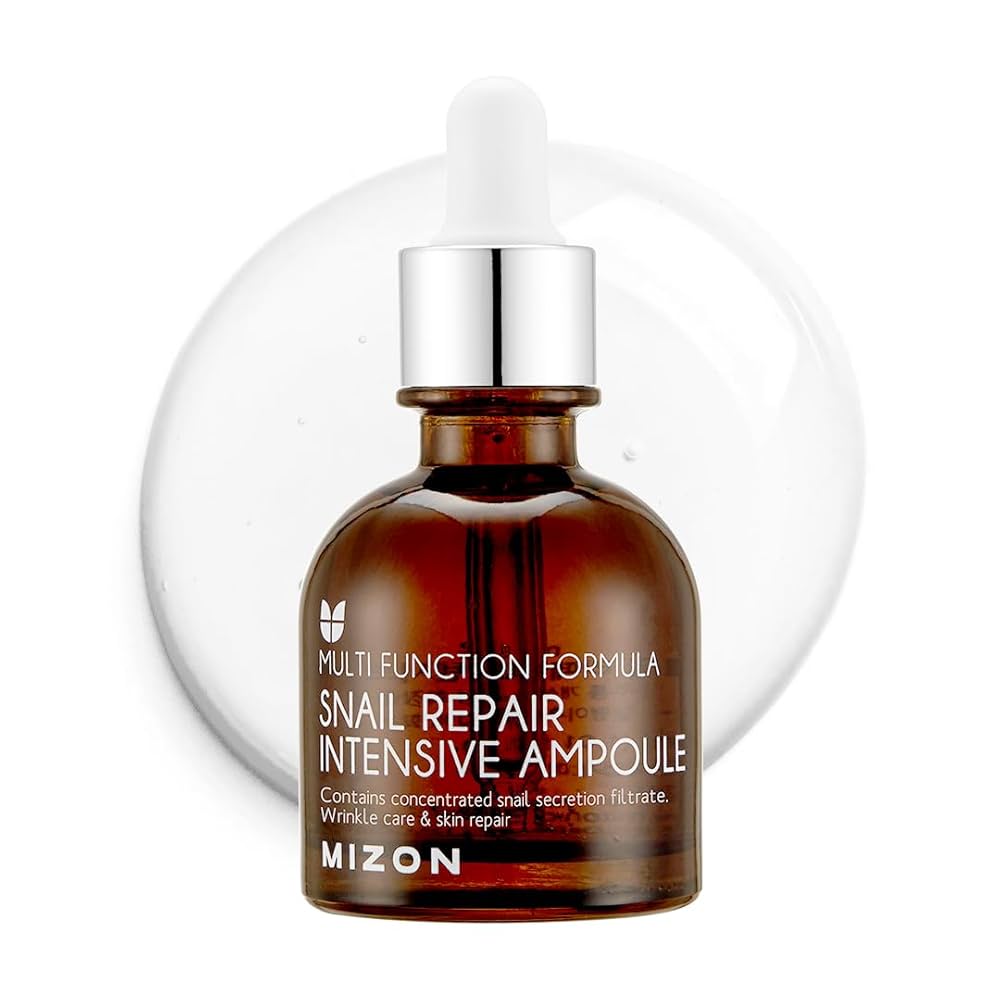 MULTI FUNCTION FORMULA
SNAIL REPAIR
INTENSIVE AMPOULE
Contains concentrated snail secretion filtrate.
Wrinkle care & skin repair
MIZON